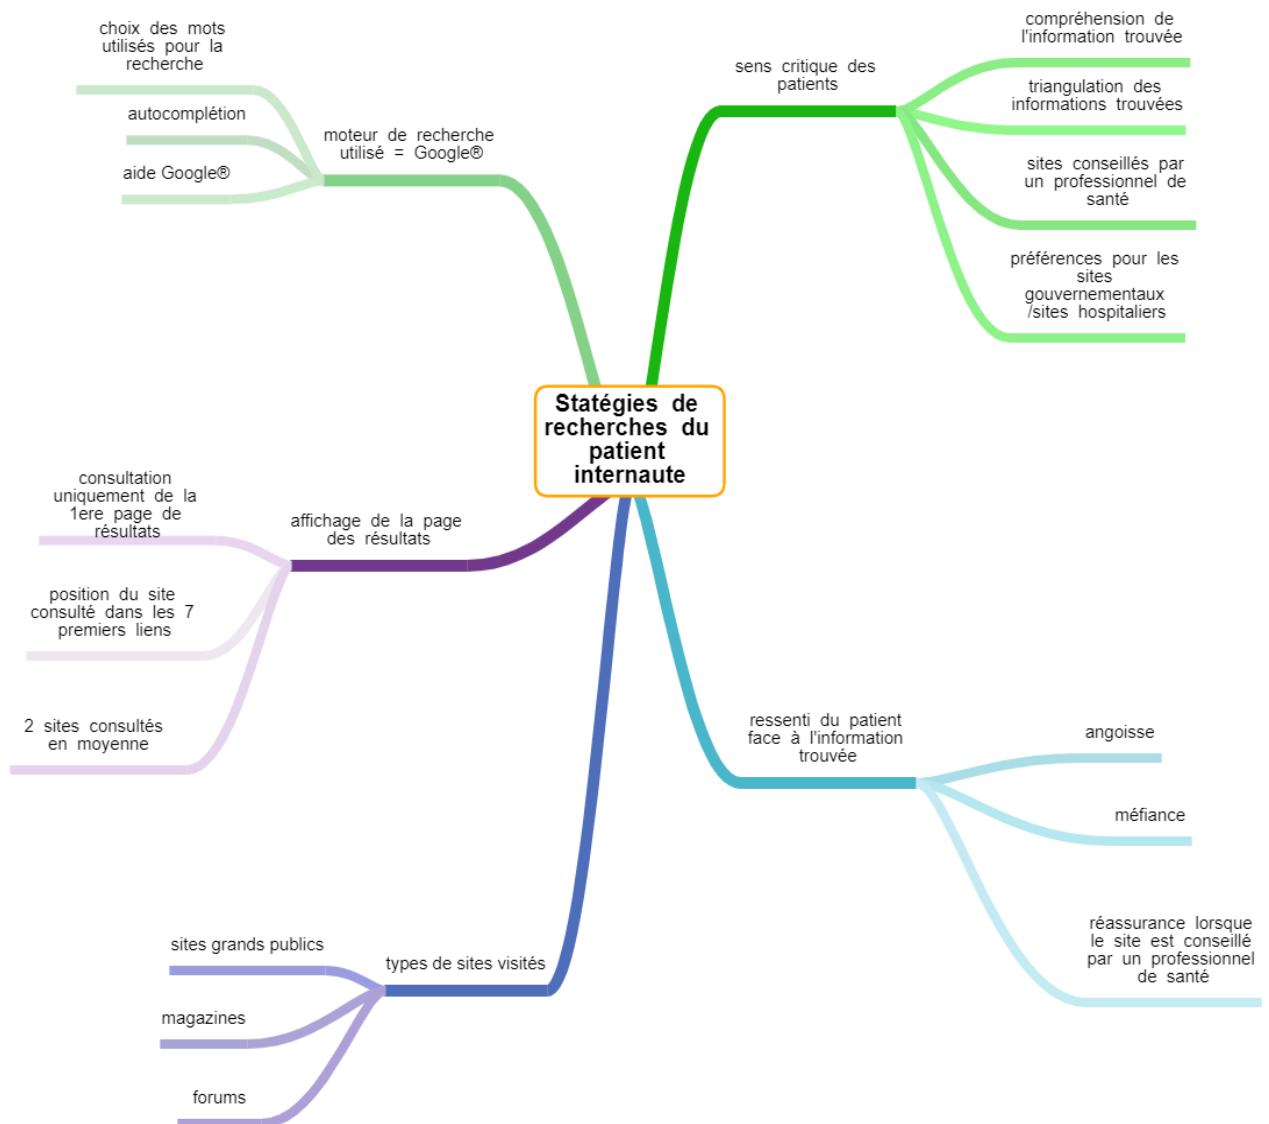 Statégies de
recherches du
patient
internaute
moteur de recherche
utilisé = Google®
choix des mots
utilisés pour la
recherche
autocomplétion
aide Google®
sens critique des
patients
compréhension de
l'information trouvée
triangulation des
informations trouvées
sites conseillés par
un professionnel de
santé
préférences pour les
sites
gouvernementaux
/sites hospitaliers
affichage de la page
des résultats
consultation
uniquement de la
1ere page de
résultats
position du site
consulté dans les 7
premiers liens
2 sites consultés
en moyenne
ressenti du patient
face à l'information
trouvée
angoisse
méfiance
réassurance lorsque
le site est conseillé
par un professionnel
de santé
types de sites visités
sites grands publics
magazines
forums